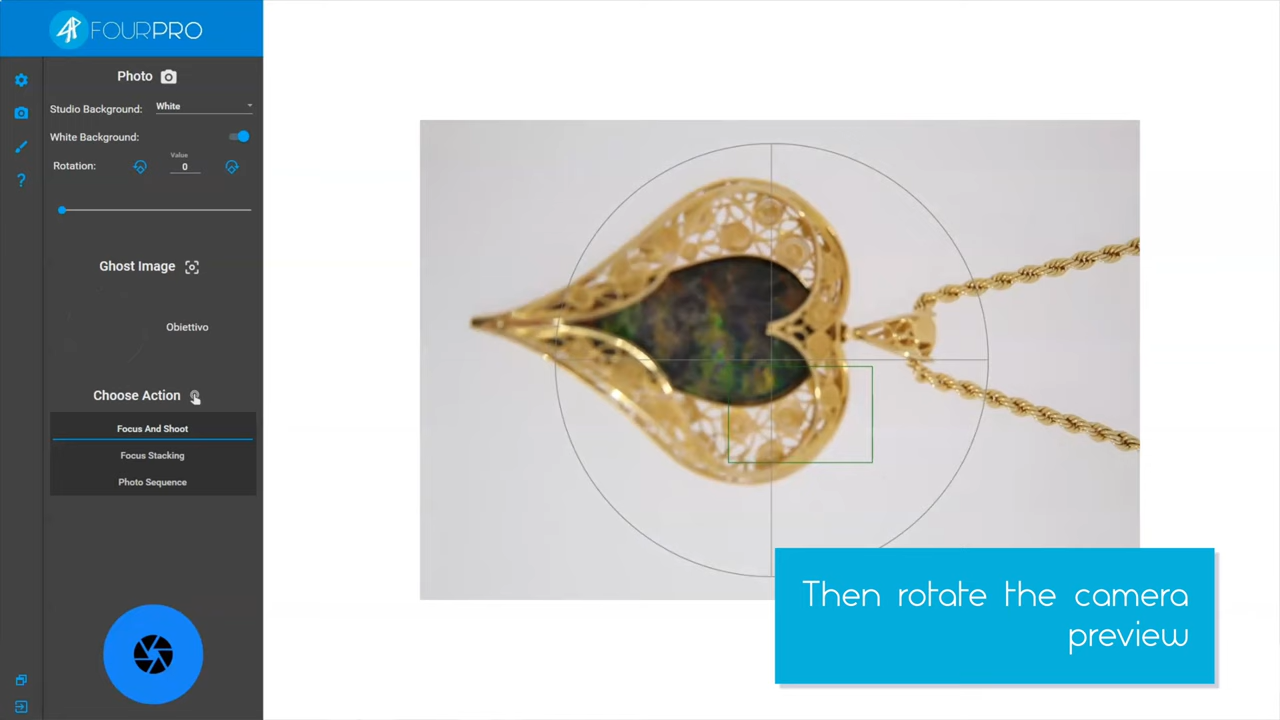 FOURPRO
Photo
Studio Background: White
White Background:
Value
Rotation: 0
Ghost Image
Obiettivo
Choose Action
Focus And Shoot
Focus Stacking
Photo Sequence
Then rotate the camera
preview